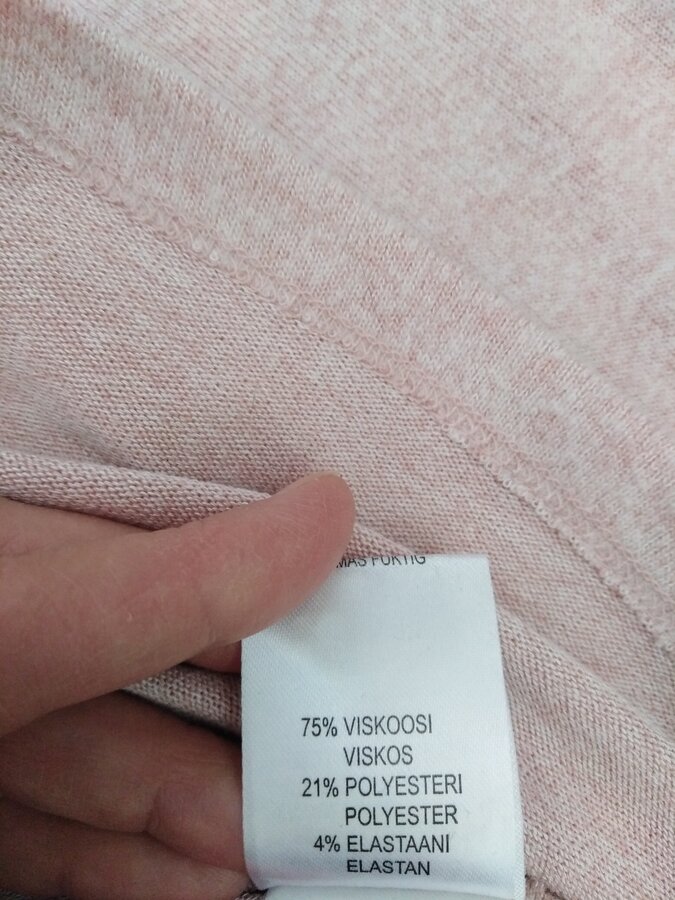 75% VISKOOSI
VISKOS
21% POLYESTERI
POLYESTER
4% ELASTAANI
ELASTAN